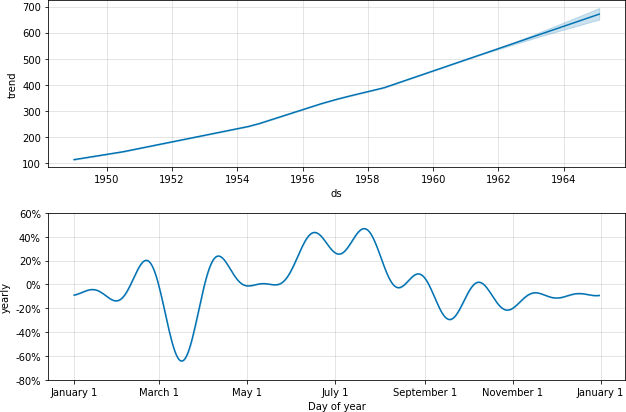 700
600
500
400
300
200
100
trend
1950 1952 1954 1956 1958 1960 1962 1964
ds
60%
40%
20%
0%
-20%
-40%
-60%
-80%
yearly
January 1 March 1 May 1 July 1 September 1 November 1 January 1
Day of year